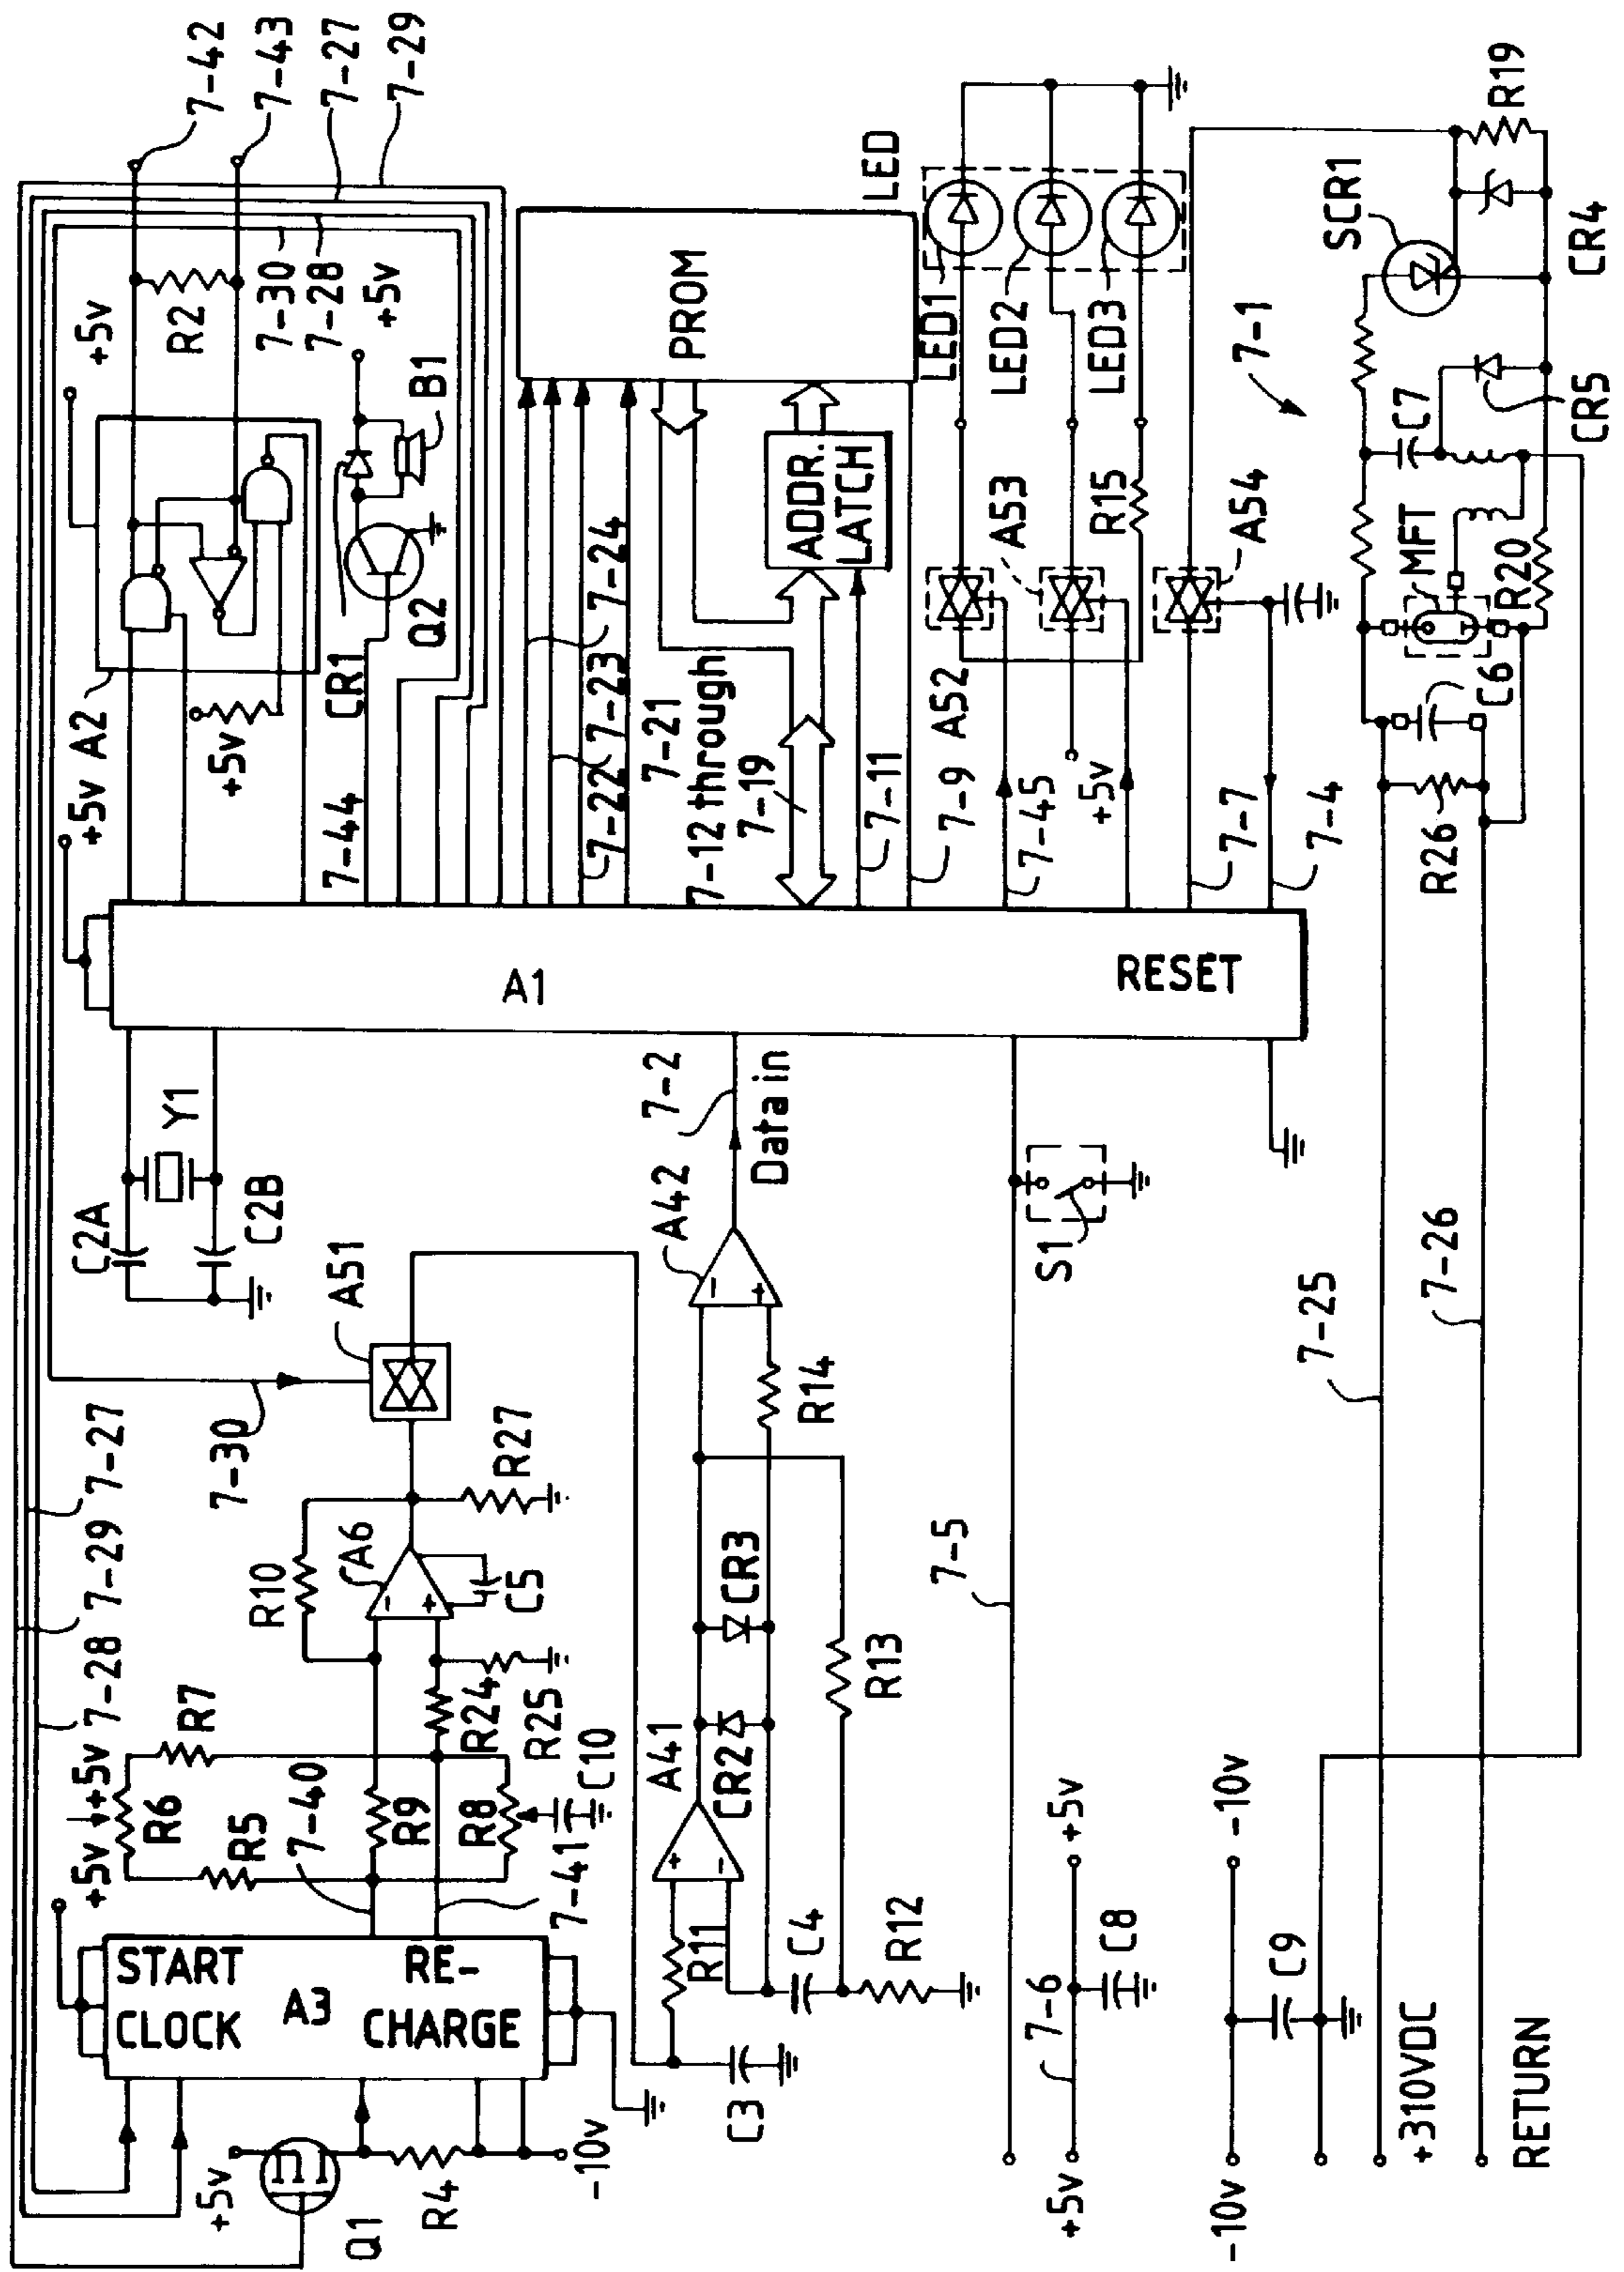 7-42
7-43
7-27
7-29
+5v
R2
7-30
7-28
+5v
B1
A2
+5v
+5v
CR1
Q2
7-44
PROM
ADDR.
LATCH
7-24
7-23
7-22
7-21
7-12 through
7-19
7-11
7-9
LED
LED1
LED2
LED3
A52
A53
R15
A54
7-45
+5v
7-7
7-4
7-1
SCR1
R19
CR4
CR5
C7
MFT
R20
C6
R26
A1
RESET
Y1
C2A
C2B
A51
7-30
7-27
7-29
7-28
R10
A6
R27
C5
R7
R6
R5
+5v
+5v
7-40
R9
R8
R24
R25
C10
7-41
START
CLOCK
A3
RE-
CHARGE
+5v
Q1
R4
-10v
7-2
Data in
A42
R14
CR3
CR2
A41
R13
R11
C4
R12
C3
S1
7-5
7-6
+5v
+5v
C8
-10v
-10v
C9
7-25
7-26
+310VDC
RETURN